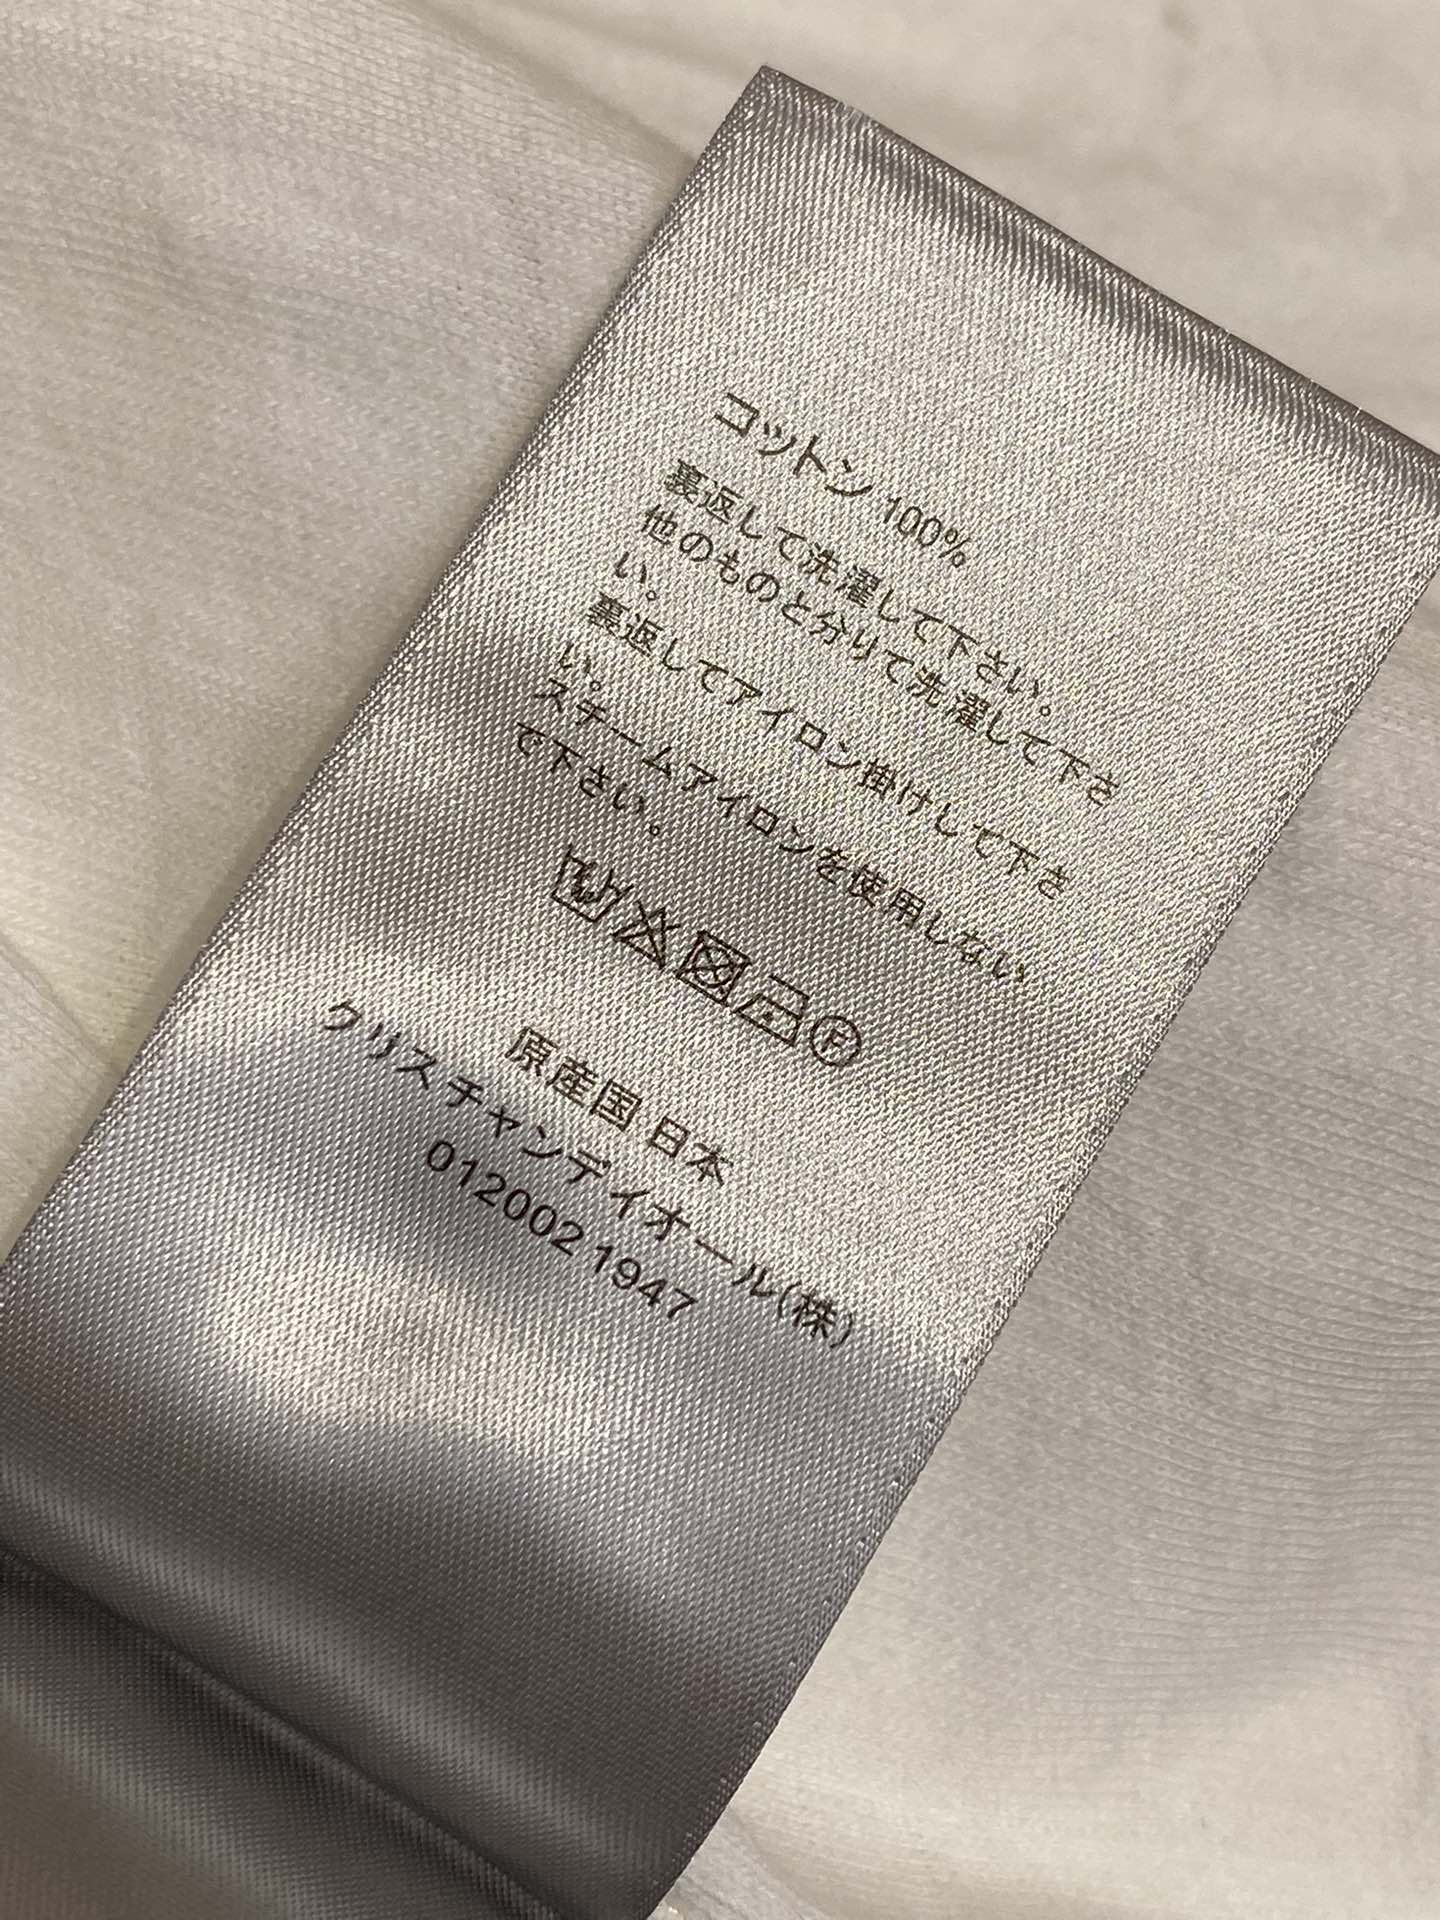 コットン 100%
裏返して洗濯して下さい。
他のものと分りて洗濯して下さ
い。
裏返してアイロン掛けして下さ
い。
スチームアイロンを使用しない
で下さい。
F
原産国 日本
クリスチャンディオール(株)
0120021947